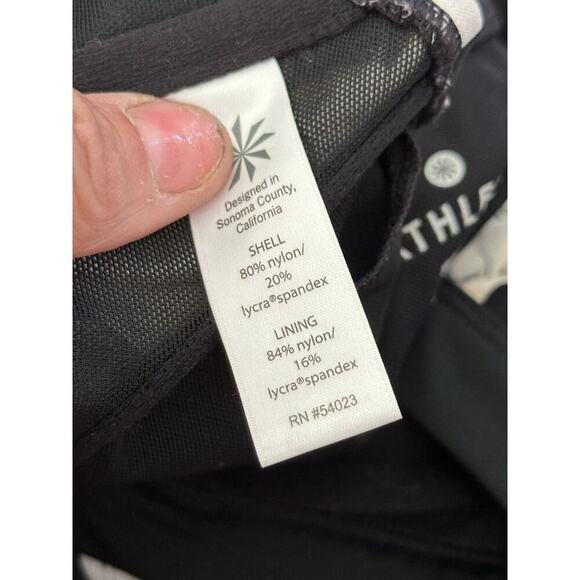 Designed in
Sonoma County,
California
SHELL
80% nylon/
20%
lycra®spandex
LINING
84% nylon/
16%
lycra®spandex
RN #54023
ATHLE